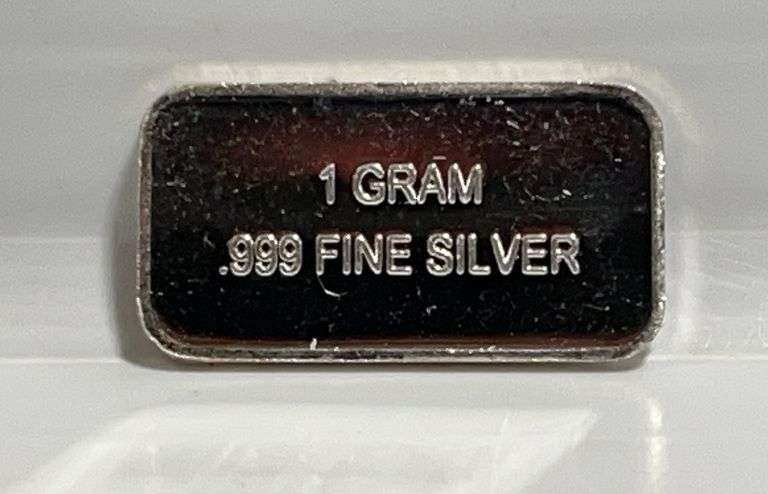 1 GRAM
.999 FINE SILVER